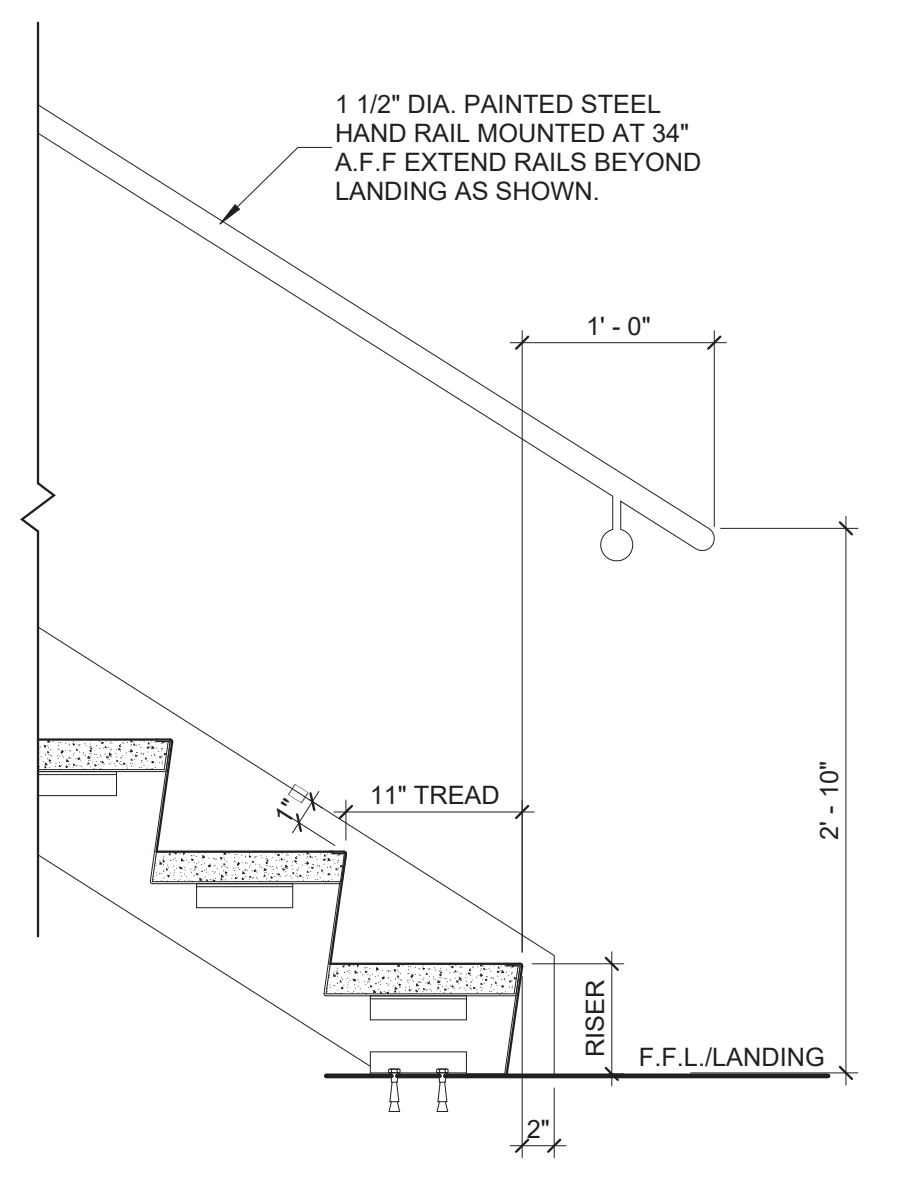 1 1/2" DIA. PAINTED STEEL
HAND RAIL MOUNTED AT 34"
A.F.F EXTEND RAILS BEYOND
LANDING AS SHOWN.
1' - 0"
11" TREAD
1"
2' - 10"
RISER
F.F.L./LANDING
2"